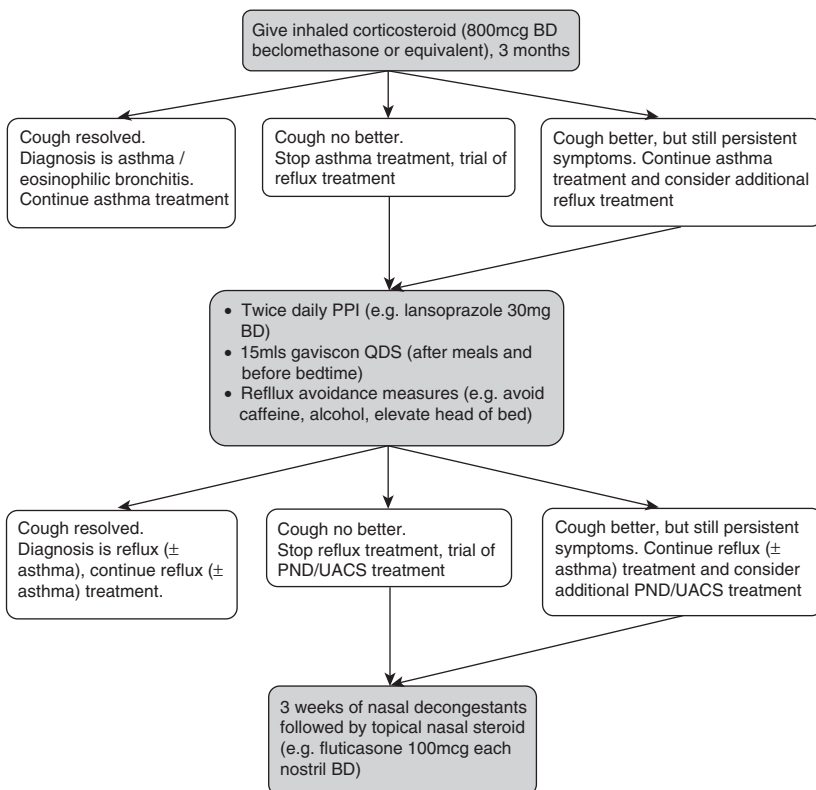 Give inhaled corticosteroid (800mcg BD
beclomethasone or equivalent), 3 months
Cough resolved.
Diagnosis is asthma /
eosinophilic bronchitis.
Continue asthma treatment
Cough no better.
Stop asthma treatment, trial of
reflux treatment
Cough better, but still persistent
symptoms. Continue asthma
treatment and consider additional
reflux treatment
• Twice daily PPI (e.g. lansoprazole 30mg
BD)
• 15mls gaviscon QDS (after meals and
before bedtime)
• Refllux avoidance measures (e.g. avoid
caffeine, alcohol, elevate head of bed)
Cough resolved.
Diagnosis is reflux (±
asthma), continue reflux (±
asthma) treatment.
Cough no better.
Stop reflux treatment, trial of
PND/UACS treatment
Cough better, but still persistent
symptoms. Continue reflux (±
asthma) treatment and consider
additional PND/UACS treatment
3 weeks of nasal decongestants
followed by topical nasal steroid
(e.g. fluticasone 100mcg each
nostril BD)